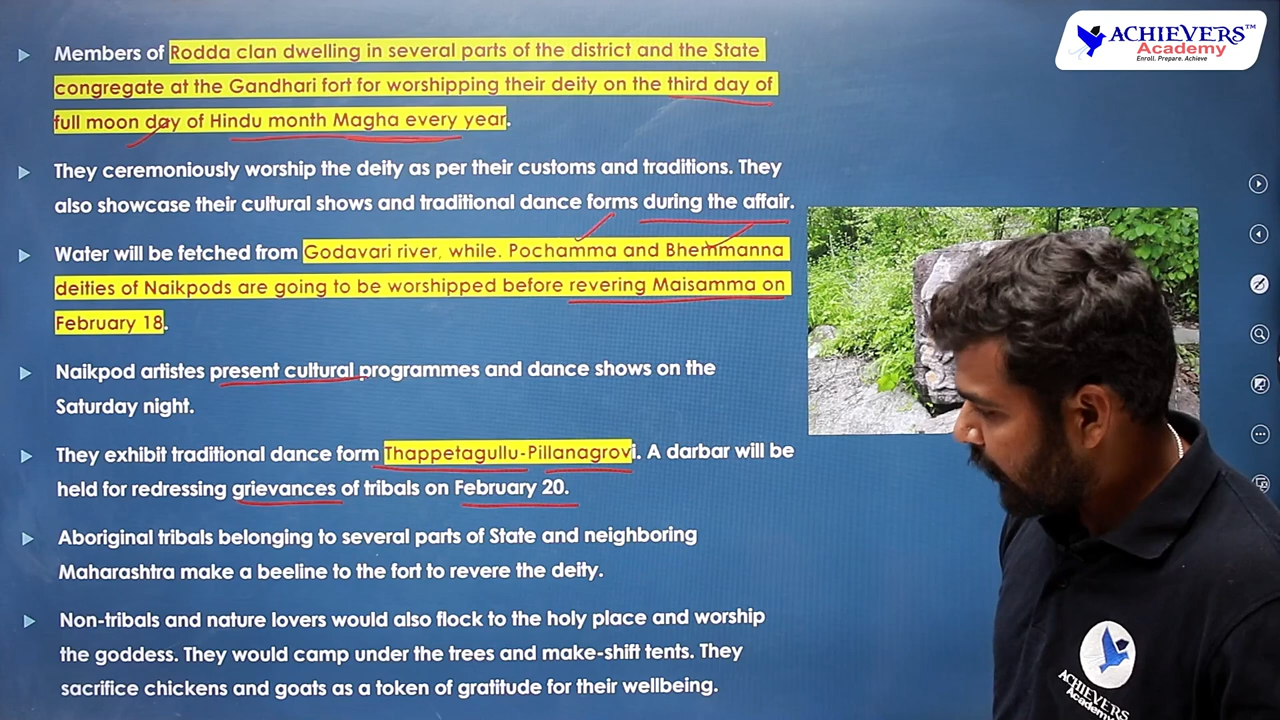 ACHIEVERS™
Academy
Enroll. Prepare. Achieve
Members of Rodda clan dwelling in several parts of the district and the State
congregate at the Gandhari fort for worshipping their deity on the third day of
full moon day of Hindu month Magha every year.
They ceremoniously worship the deity as per their customs and traditions. They
also showcase their cultural shows and traditional dance forms during the affair.
Water will be fetched from Godavari river, while. Pochamma and Bhemmanna
deities of Naikpods are going to be worshipped before revering Maisamma on
February 18.
Naikpod artistes present cultural programmes and dance shows on the
Saturday night.
They exhibit traditional dance form Thappetagullu-Pillanagrovi. A darbar will be
held for redressing grievances of tribals on February 20.
Aboriginal tribals belonging to several parts of State and neighboring
Maharashtra make a beeline to the fort to revere the deity.
Non-tribals and nature lovers would also flock to the holy place and worship
the goddess. They would camp under the trees and make-shift tents. They
sacrifice chickens and goats as a token of gratitude for their wellbeing.
ACHIEVERS
Academy